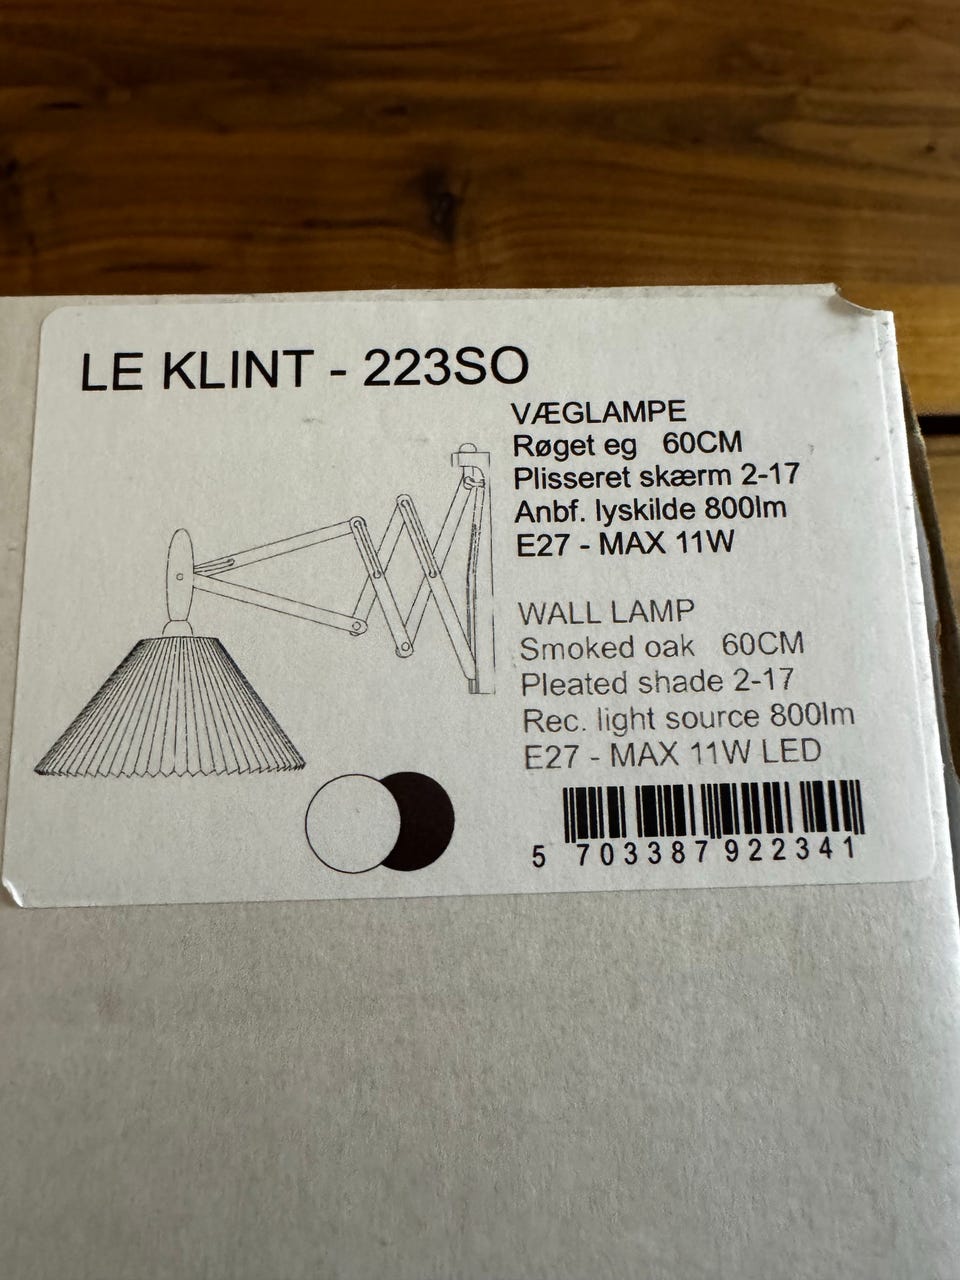 LE KLINT - 223SO
VÆGLAMPE
Røget eg 60CM
Plisseret skærm 2-17
Anbf. lyskilde 800lm
E27 - MAX 11W
WALL LAMP
Smoked oak 60CM
Pleated shade 2-17
Rec. light source 800lm
E27 - MAX 11W LED
5 703387 922341